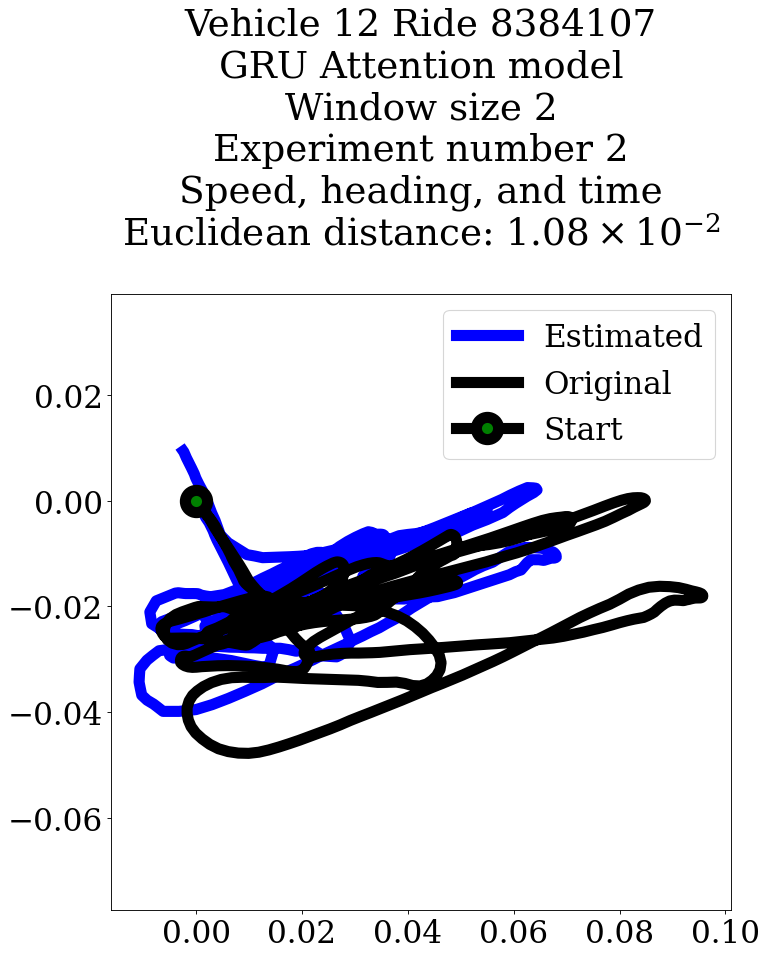 Vehicle 12 Ride 8384107
GRU Attention model
Window size 2
Experiment number 2
Speed, heading, and time
Euclidean distance: 1.08 × 10⁻²
Estimated
Original
Start
0.02
0.00
−0.02
−0.04
−0.06
0.00 0.02 0.04 0.06 0.08 0.10